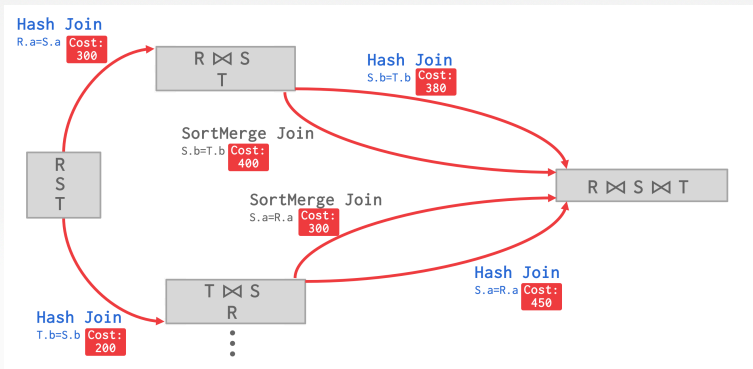 Hash Join
R.a=S.a
Cost:
300
R ⋈ S
T
Hash Join
S.b=T.b
Cost:
380
SortMerge Join
S.b=T.b
Cost:
400
R
S
T
R ⋈ S ⋈ T
SortMerge Join
S.a=R.a
Cost:
300
Hash Join
S.a=R.a
Cost:
450
T ⋈ S
R
Hash Join
T.b=S.b
Cost:
200